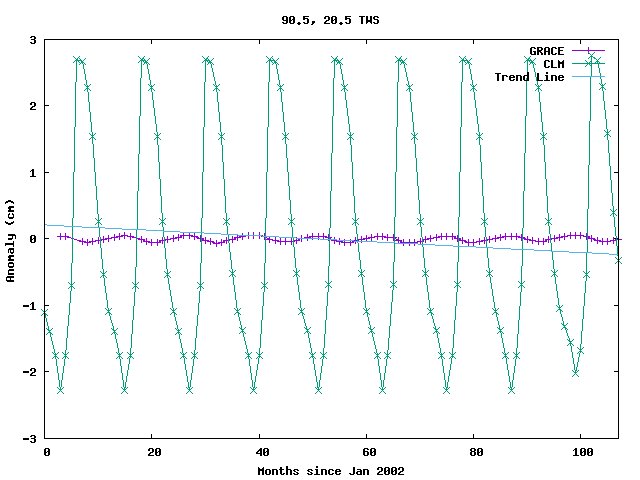 90.5, 20.5 TWS
GRACE
CLM
Trend Line
3
2
1
0
-1
-2
-3
Anomaly (cm)
0 20 40 60 80 100
Months since Jan 2002